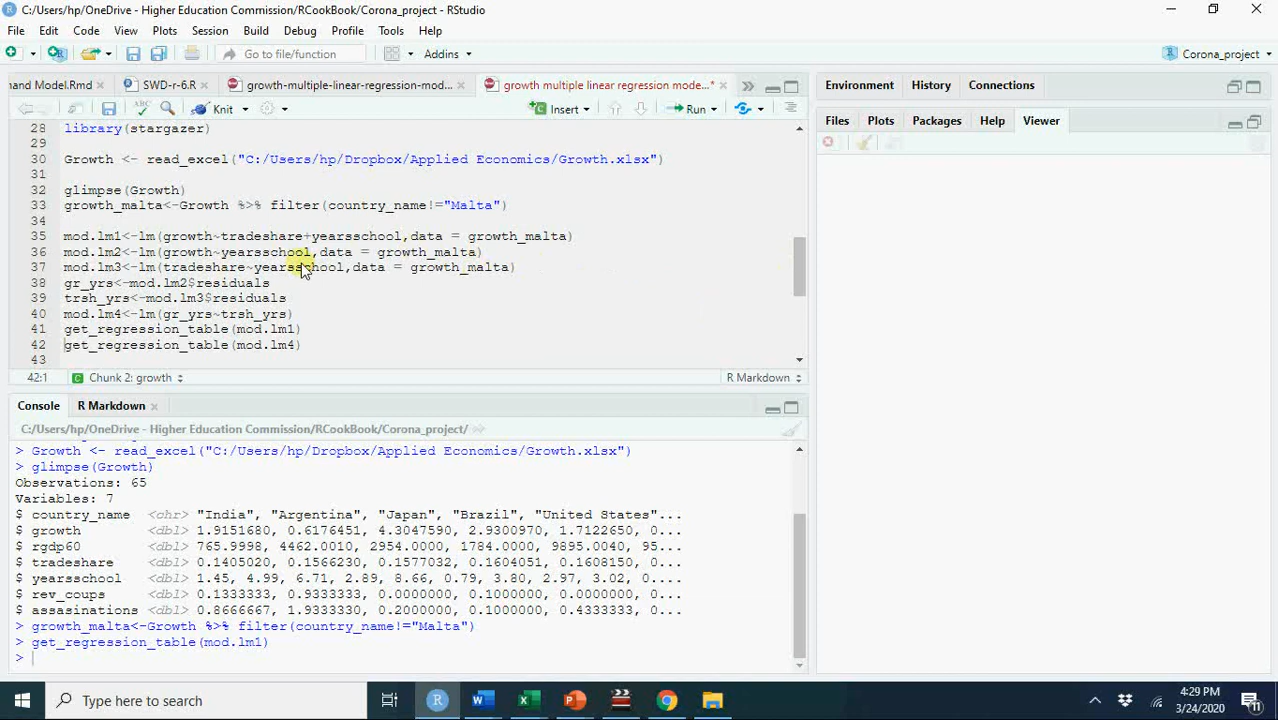 C:/Users/hp/OneDrive - Higher Education Commission/RCookBook/Corona_project - RStudio
File Edit Code View Plots Session Build Debug Profile Tools Help
Go to file/function Addins Corona_project
nand Model.Rmd SWD-r-6.R growth-multiple-linear-regression-mod... growth multiple linear regression mode...*
ABC Knit Insert Run
28 library(stargazer)
29
30 Growth <- read_excel("C:/Users/hp/Dropbox/Applied Economics/Growth.xlsx")
31
32 glimpse(Growth)
33 growth_malta<-Growth %>% filter(country_name!="Malta")
34
35 mod.lm1<-lm(growth~tradeshare+yearsschool,data = growth_malta)
36 mod.lm2<-lm(growth~yearsschool,data = growth_malta)
37 mod.lm3<-lm(tradeshare~yearsschool,data = growth_malta)
38 gr_yrs<-mod.lm2$residuals
39 trsh_yrs<-mod.lm3$residuals
40 mod.lm4<-lm(gr_yrs~trsh_yrs)
41 get_regression_table(mod.lm1)
42 get_regression_table(mod.lm4)
43
42:1 Chunk 2: growth R Markdown
Console R Markdown
C:/Users/hp/OneDrive - Higher Education Commission/RCookBook/Corona_project/
> Growth <- read_excel("C:/Users/hp/Dropbox/Applied Economics/Growth.xlsx")
> glimpse(Growth)
Observations: 65
Variables: 7
$ country_name <chr> "India", "Argentina", "Japan", "Brazil", "United States"...
$ growth <dbl> 1.9151680, 0.6176451, 4.3047590, 2.9300970, 1.7122650, 0...
$ rgdp60 <dbl> 765.9998, 4462.0010, 2954.0000, 1784.0000, 9895.0040, 95...
$ tradeshare <dbl> 0.1405020, 0.1566230, 0.1577032, 0.1604051, 0.1608150, 0...
$ yearsschool <dbl> 1.45, 4.99, 6.71, 2.89, 8.66, 0.79, 3.80, 2.97, 3.02, 0....
$ rev_coups <dbl> 0.1333333, 0.9333333, 0.0000000, 0.1000000, 0.0000000, 0...
$ assasinations <dbl> 0.8666667, 1.9333330, 0.2000000, 0.1000000, 0.4333333, 0...
> growth_malta<-Growth %>% filter(country_name!="Malta")
> get_regression_table(mod.lm1)
>
Environment History Connections
Files Plots Packages Help Viewer
Type here to search
4:29 PM
3/24/2020
11